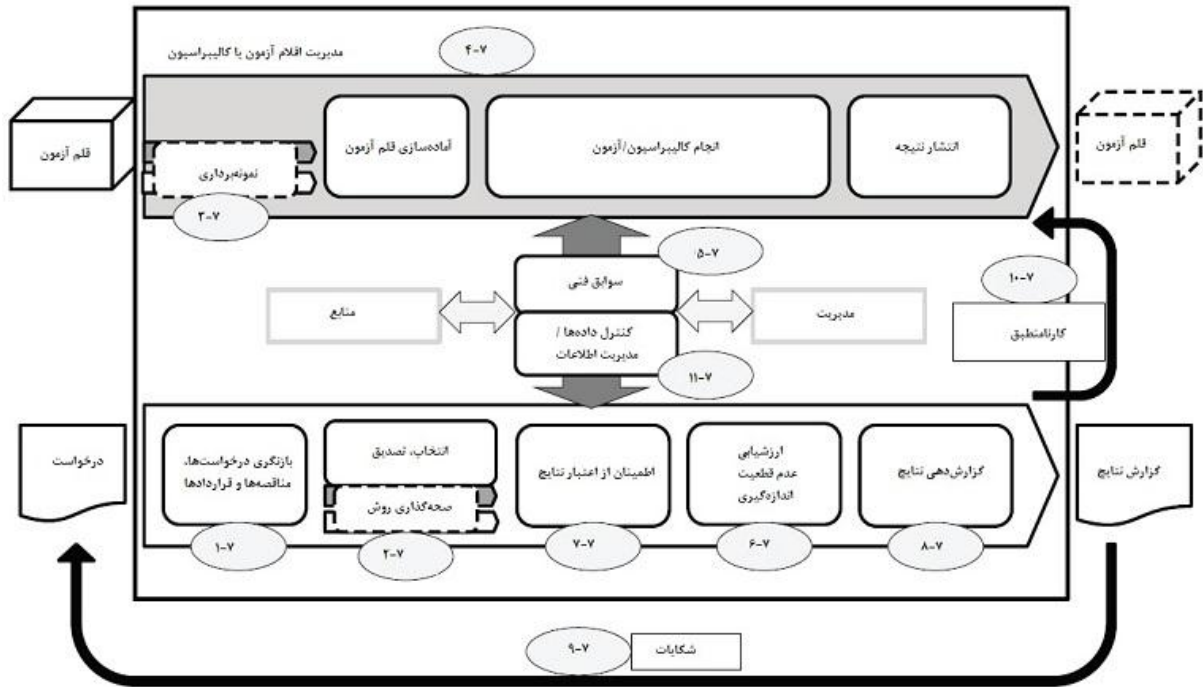 مدیریت اقلام آزمون یا کالیبراسیون
۴-۷
قلم آزمون
نمونه‌برداری
۳-۷
آماده‌سازی قلم آزمون
انجام کالیبراسیون/آزمون
انتشار نتیجه
قلم آزمون
۵-۷
سوابق فنی
منابع
مدیریت
کنترل داده‌ها /
مدیریت اطلاعات
۱۱-۷
۱۰-۷
کارنامنطبق
درخواست
بازنگری درخواست‌ها،
مناقصه‌ها و قراردادها
۱-۷
انتخاب، تصدیق
صحه‌گذاری روش
۲-۷
اطمینان از اعتبار نتایج
۷-۷
ارزشیابی
عدم قطعیت
اندازه‌گیری
۶-۷
گزارش‌دهی نتایج
۸-۷
گزارش نتایج
شکایات
۹-۷